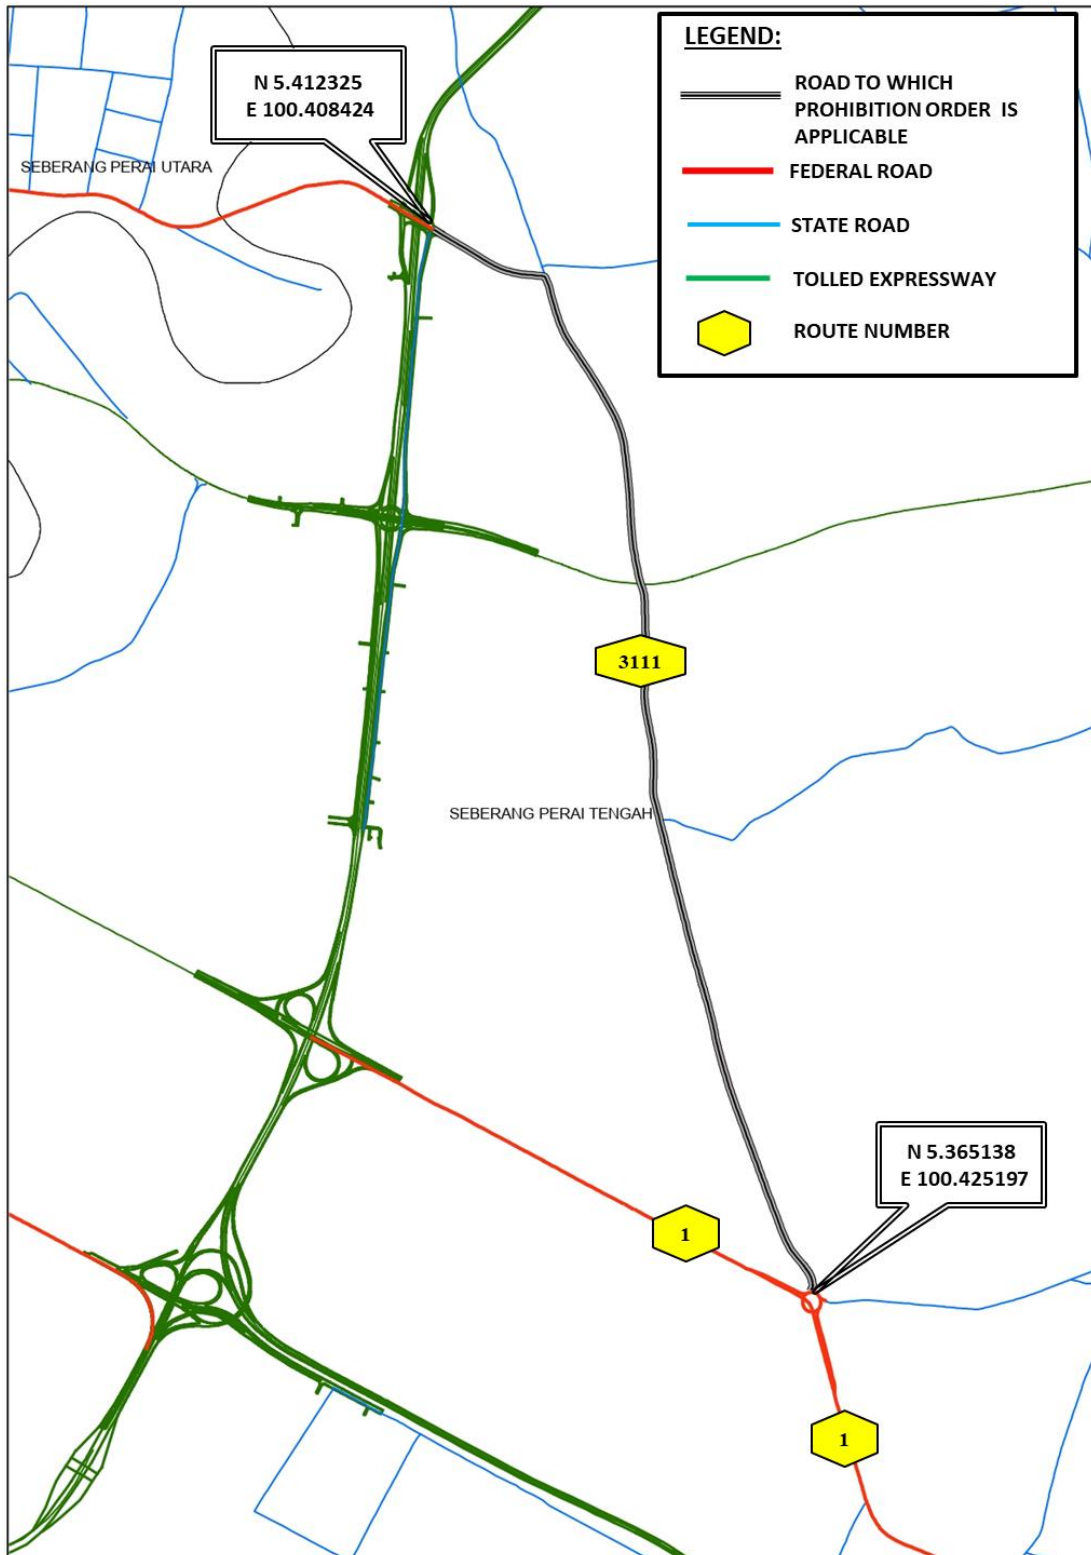 N 5.412325
E 100.408424
LEGEND:
ROAD TO WHICH
PROHIBITION ORDER IS
APPLICABLE
FEDERAL ROAD
STATE ROAD
TOLLED EXPRESSWAY
ROUTE NUMBER
SEBERANG PERAI UTARA
3111
SEBERANG PERAI TENGAH
N 5.365138
E 100.425197
1
1